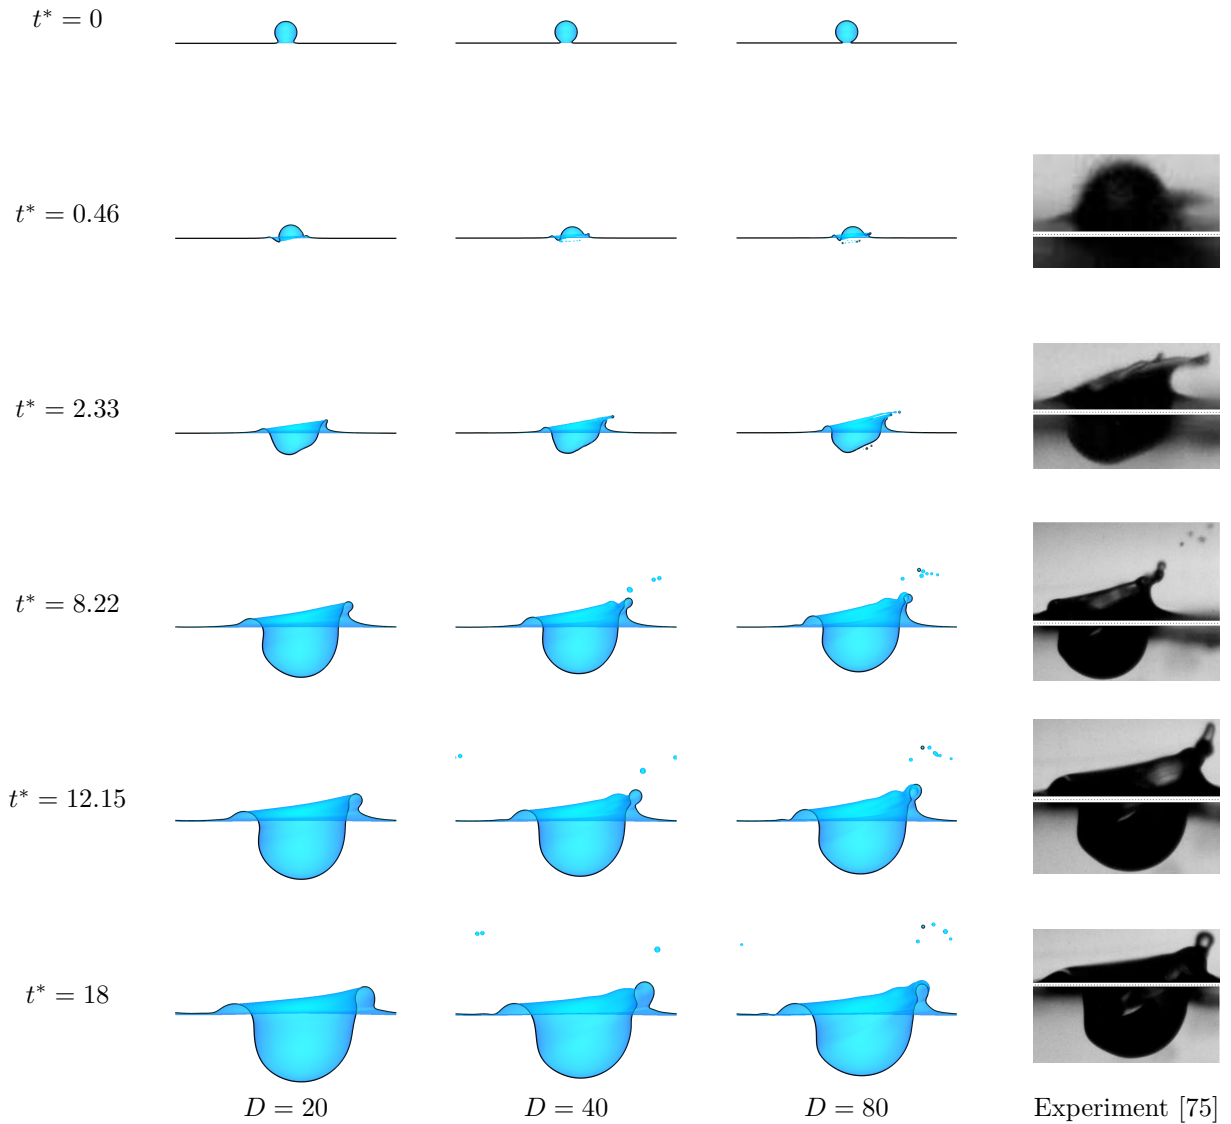 t* = 0
t* = 0.46
t* = 2.33
t* = 8.22
t* = 12.15
t* = 18
D = 20 D = 40 D = 80 Experiment [75]